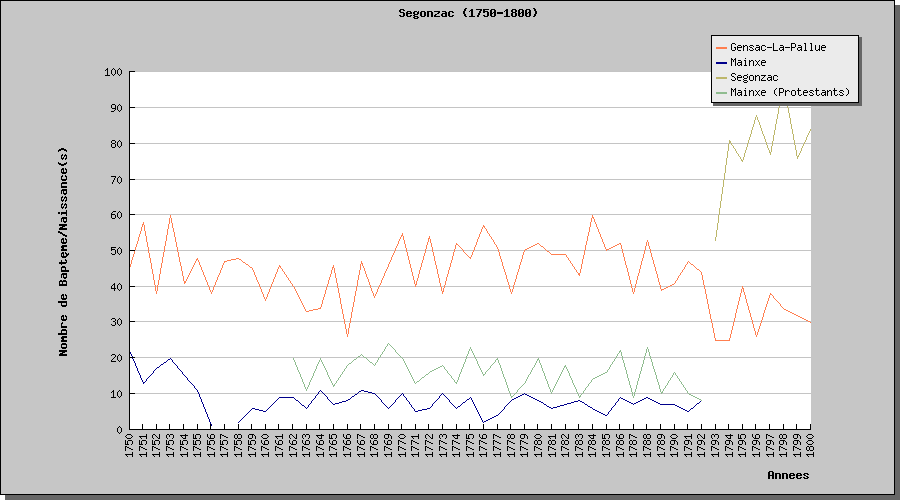 Segonzac (1750-1800)
Gensac-La-Pallue
Mainxe
Segonzac
Mainxe (Protestants)
Nombre de Baptęme/Naissance(s)
100
90
80
70
60
50
40
30
20
10
0
1750 1751 1752 1753 1754 1755 1756 1757 1758 1759 1760 1761 1762 1763 1764 1765 1766 1767 1768 1769 1770 1771 1772 1773 1774 1775 1776 1777 1778 1779 1780 1781 1782 1783 1784 1785 1786 1787 1788 1789 1790 1791 1792 1793 1794 1795 1796 1797 1798 1799 1800
Annees